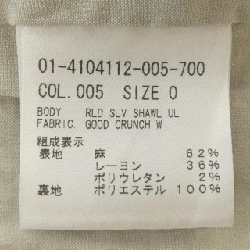 01-4104112-005-700
COL.005 SIZE 0
BODY RLD SLV SHAWL UL
FABRIC. GOOD CRUNCH W
組成表示
表地 麻 62%
レーヨン 36%
ポリウレタン 2%
裏地 ポリエステル 100%